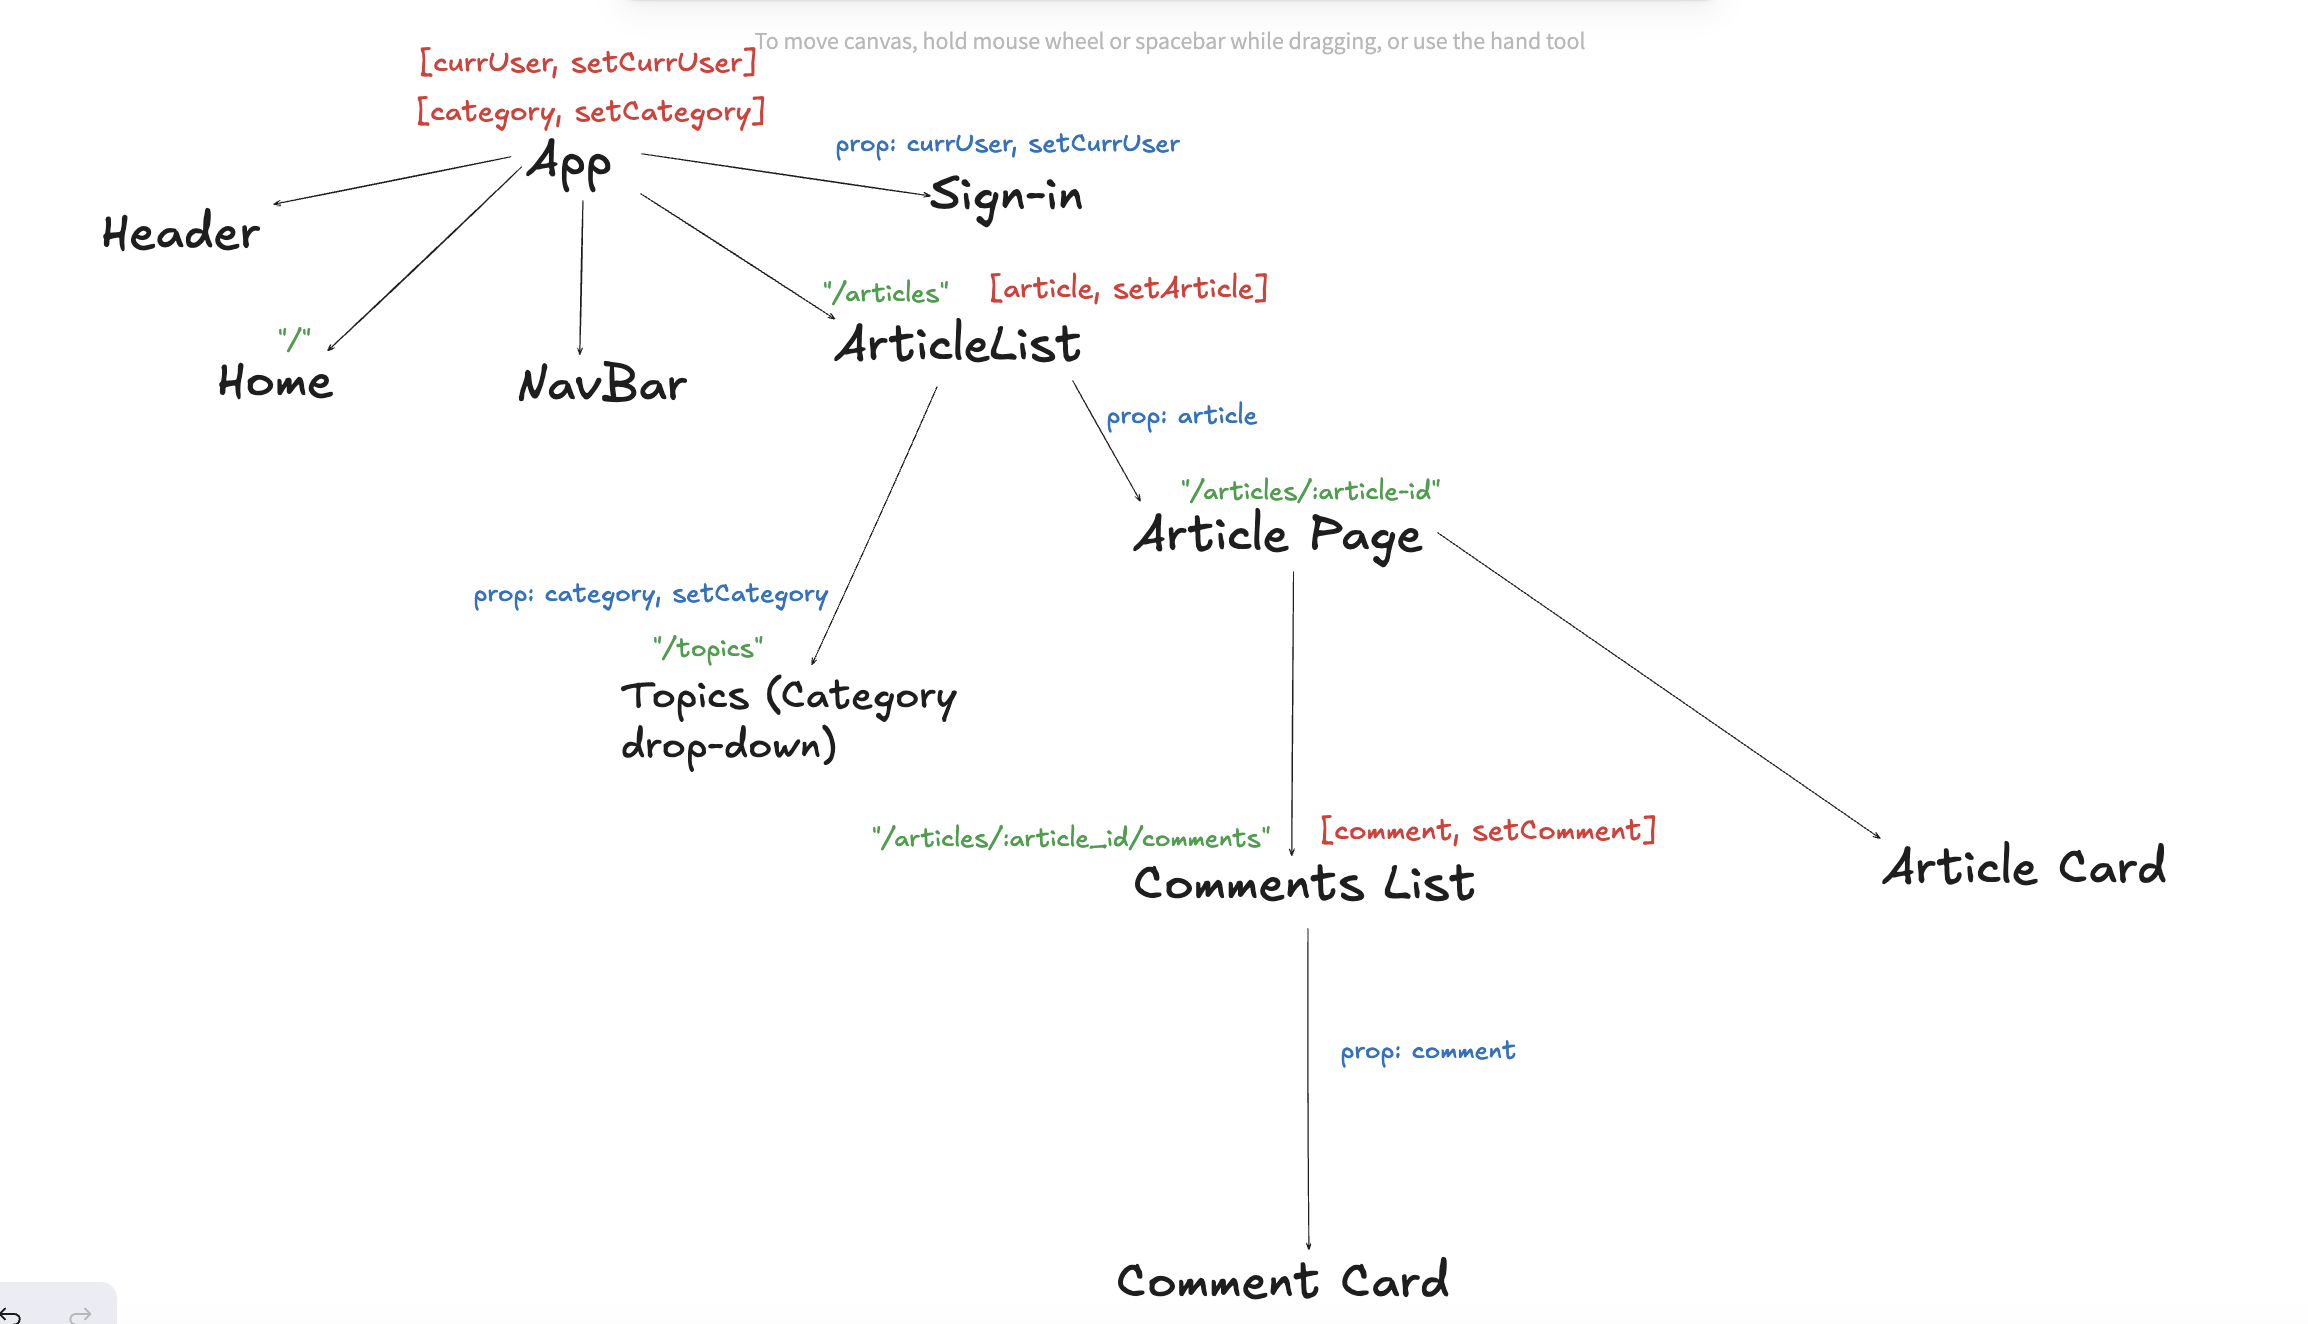 To move canvas, hold mouse wheel or spacebar while dragging, or use the hand tool
[currUser, setCurrUser]
[category, setCategory]
App
prop: currUser, setCurrUser
Sign-in
Header
"/articles"
[article, setArticle]
ArticleList
"/"
Home
NavBar
prop: article
"/articles/:article-id"
Article Page
prop: category, setCategory
"/topics"
Topics (Category
drop-down)
"/articles/:article_id/comments"
[comment, setComment]
Comments List
Article Card
prop: comment
Comment Card